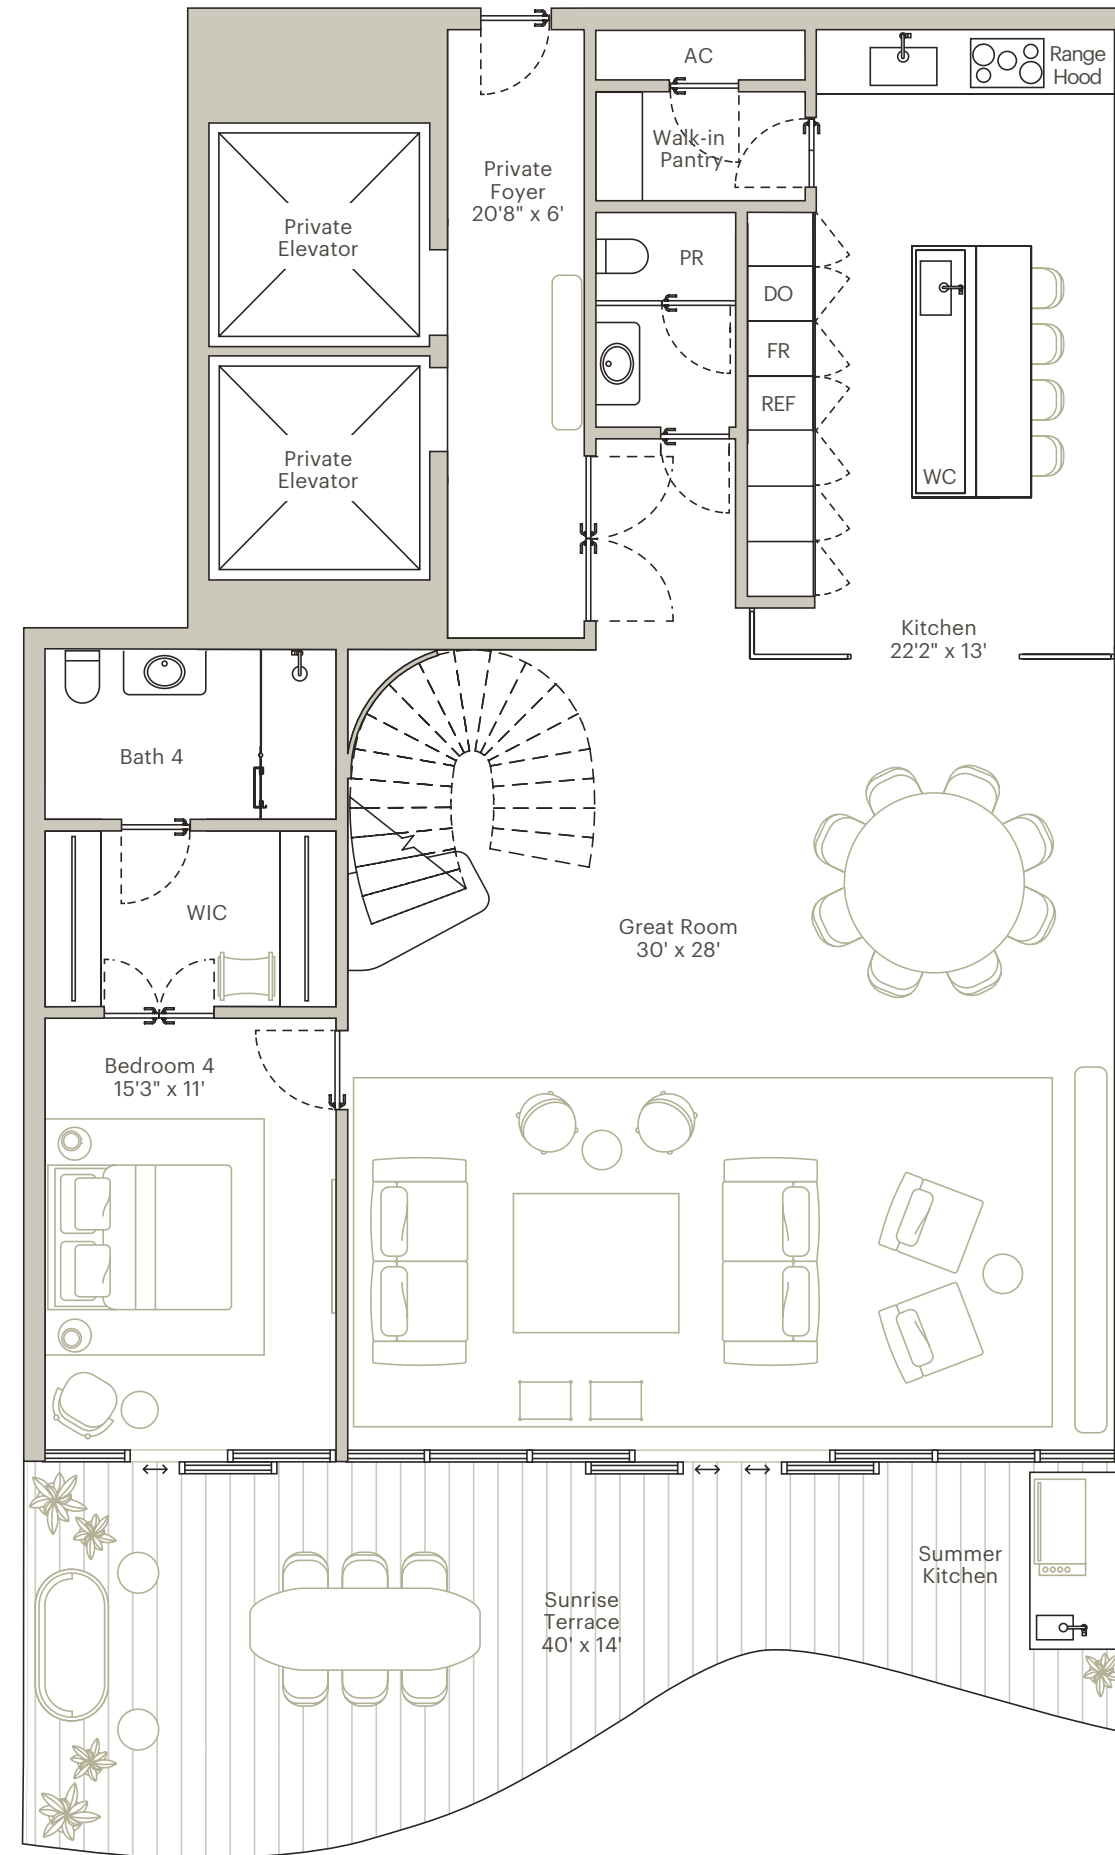 AC
Range
Hood
Walk-in
Pantry
Private
Foyer
20'8" x 6'
Private
Elevator
PR
DO
FR
REF
Private
Elevator
WC
Kitchen
22'2" x 13'
Bath 4
WIC
Great Room
30' x 28'
Bedroom 4
15'3" x 11'
Summer
Kitchen
Sunrise
Terrace
40' x 14'